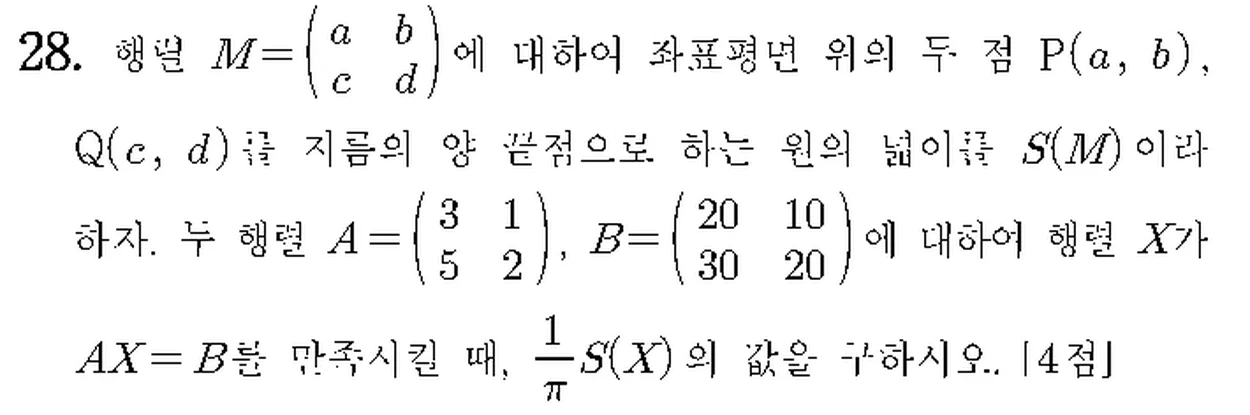 28. 행렬 M=(a b; c d)에 대하여 좌표평면 위의 두 점 P(a, b),
Q(c, d)를 지름의 양 끝점으로 하는 원의 넓이를 S(M)이라
하자. 두 행렬 A=(3 1; 5 2), B=(20 10; 30 20)에 대하여 행렬 X가
AX=B를 만족시킬 때, 1/π S(X)의 값을 구하시오. [4점]